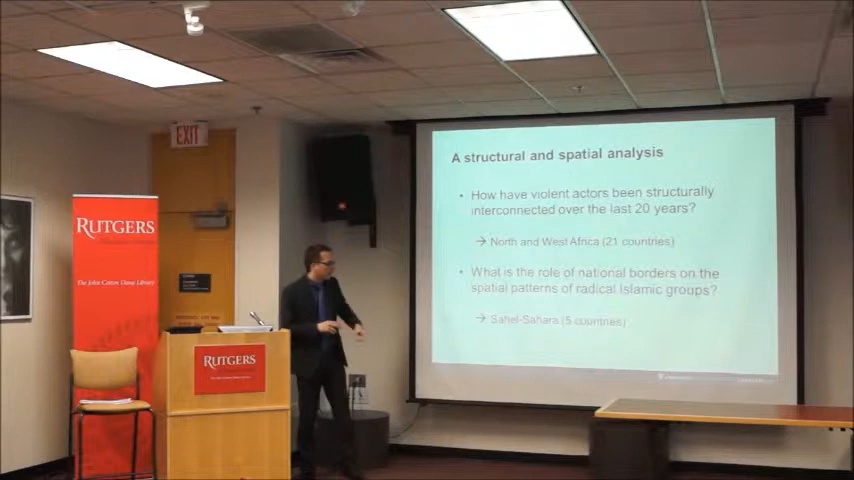 EXIT
RUTGERS
The John Cotton Dana Library
RUTGERS
A structural and spatial analysis
• How have violent actors been structurally
interconnected over the last 20 years?
→ North and West Africa (21 countries)
• What is the role of national borders on the
spatial patterns of radical Islamic groups?
→ Sahel-Sahara (5 countries)